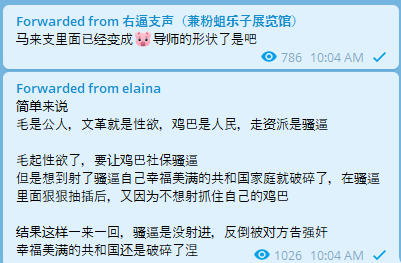 Forwarded from 右逼支声（兼粉蛆乐子展览馆）
马来支里面已经变成🐷导师的形状了是吧
786 10:04 AM
Forwarded from elaina
简单来说
毛是公人，文革就是性欲，鸡巴是人民，走资派是骚逼
毛起性欲了，要让鸡巴社保骚逼
但是想到射了骚逼自己幸福美满的共和国家庭就破碎了，在骚逼
里面狠狠抽插后，又因为不想射抓住自己的鸡巴
结果这样一来一回，骚逼是没射进，反倒被对方告强奸
幸福美满的共和国还是破碎了涅
1026 10:04 AM